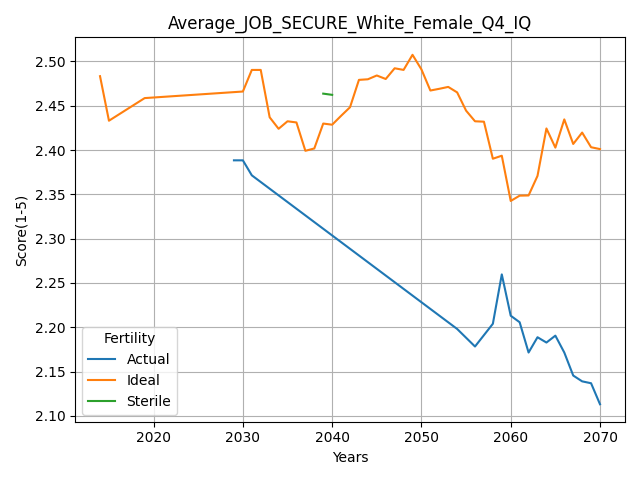 Average_JOB_SECURE_White_Female_Q4_IQ
Score(1-5)
2.50
2.45
2.40
2.35
2.30
2.25
2.20
2.15
2.10
Fertility
Actual
Ideal
Sterile
2020 2030 2040 2050 2060 2070
Years